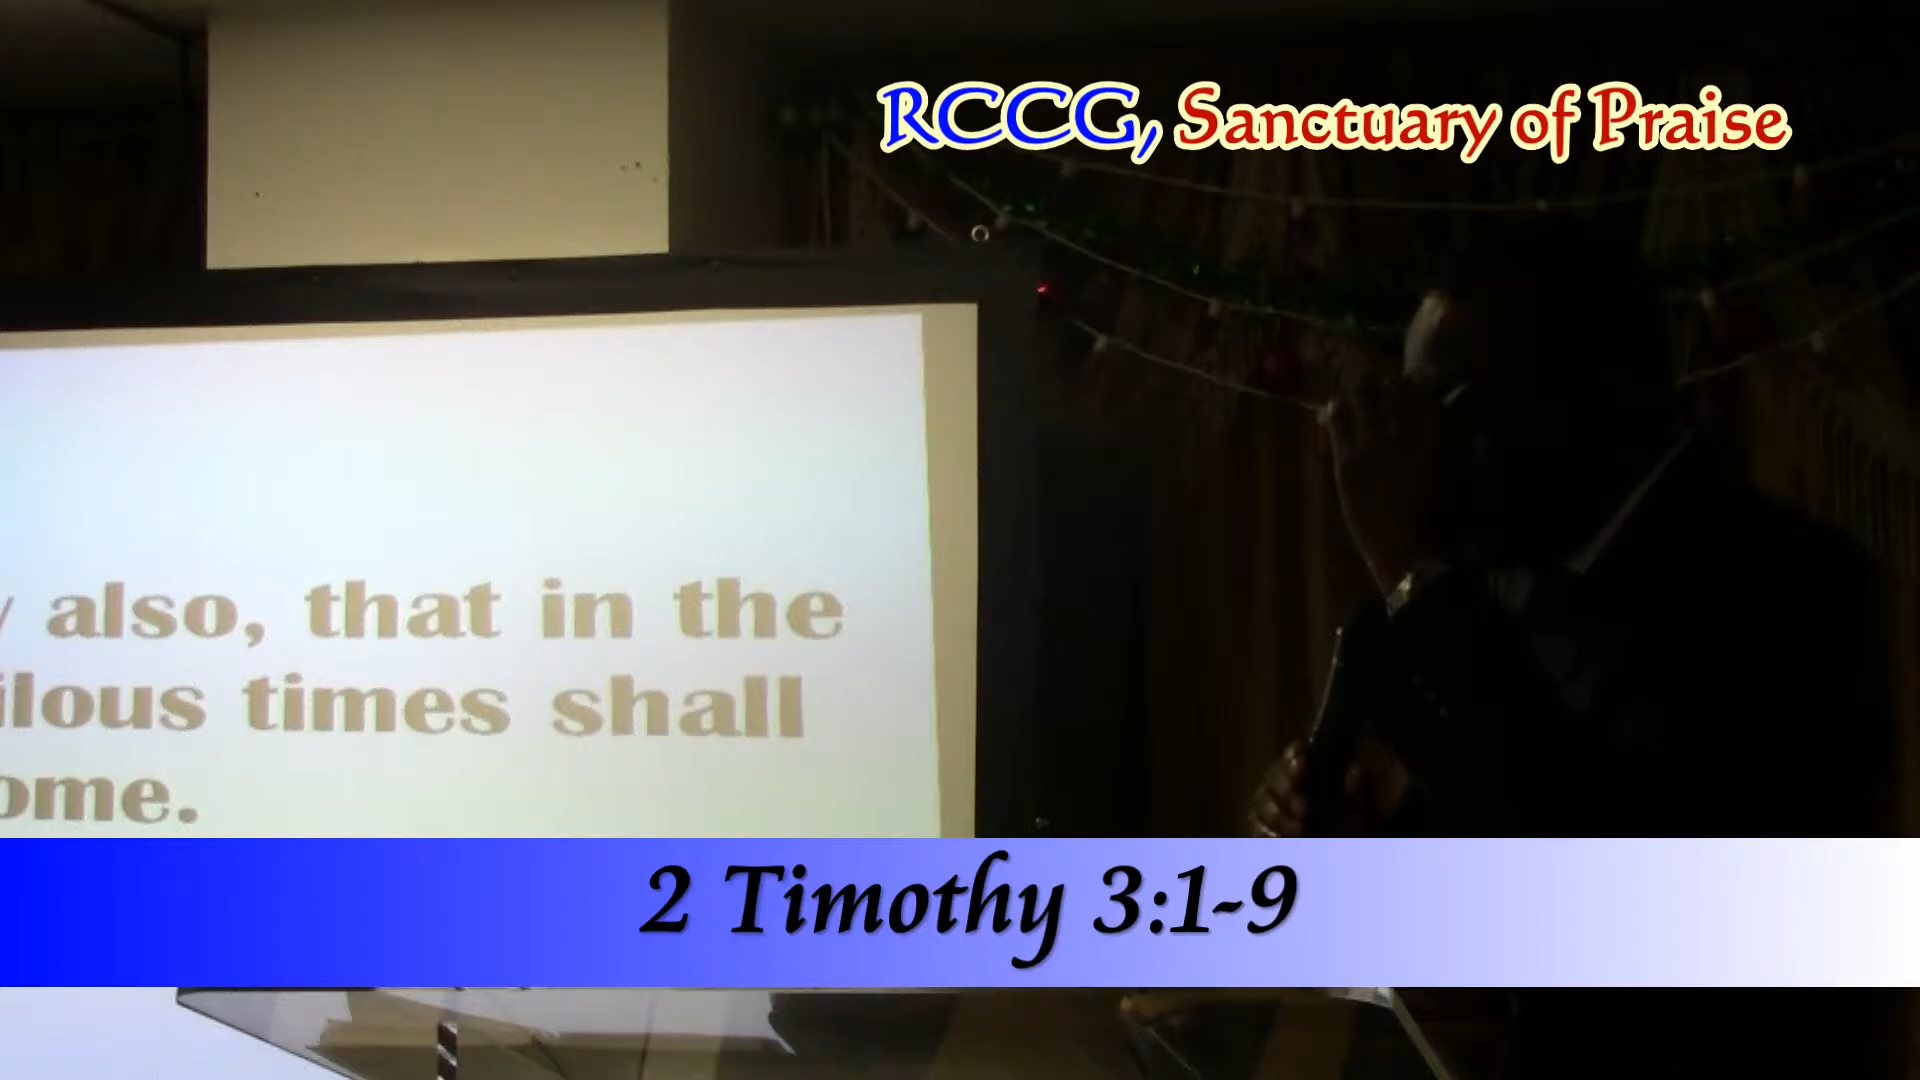 RCCG, Sanctuary of Praise
also, that in the
ilous times shall
ome.
2 Timothy 3:1-9